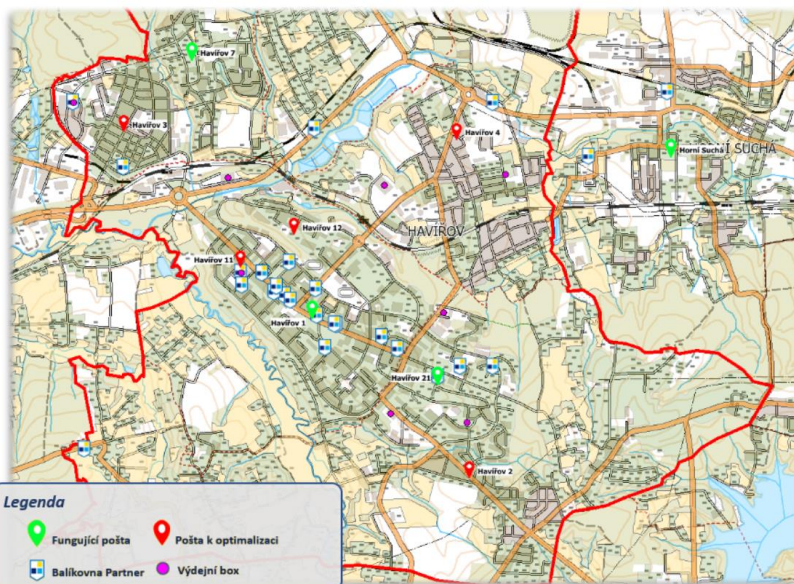 Havířov 7
Havířov 3
Havířov 4
Horní Suchá
Í SUCHÁ
Havířov 12
HAVÍŘOV
Havířov 11
Havířov 1
Havířov 21
Havířov 2
Legenda
Fungující pošta
Pošta k optimalizaci
Balíkovna Partner
Výdejní box